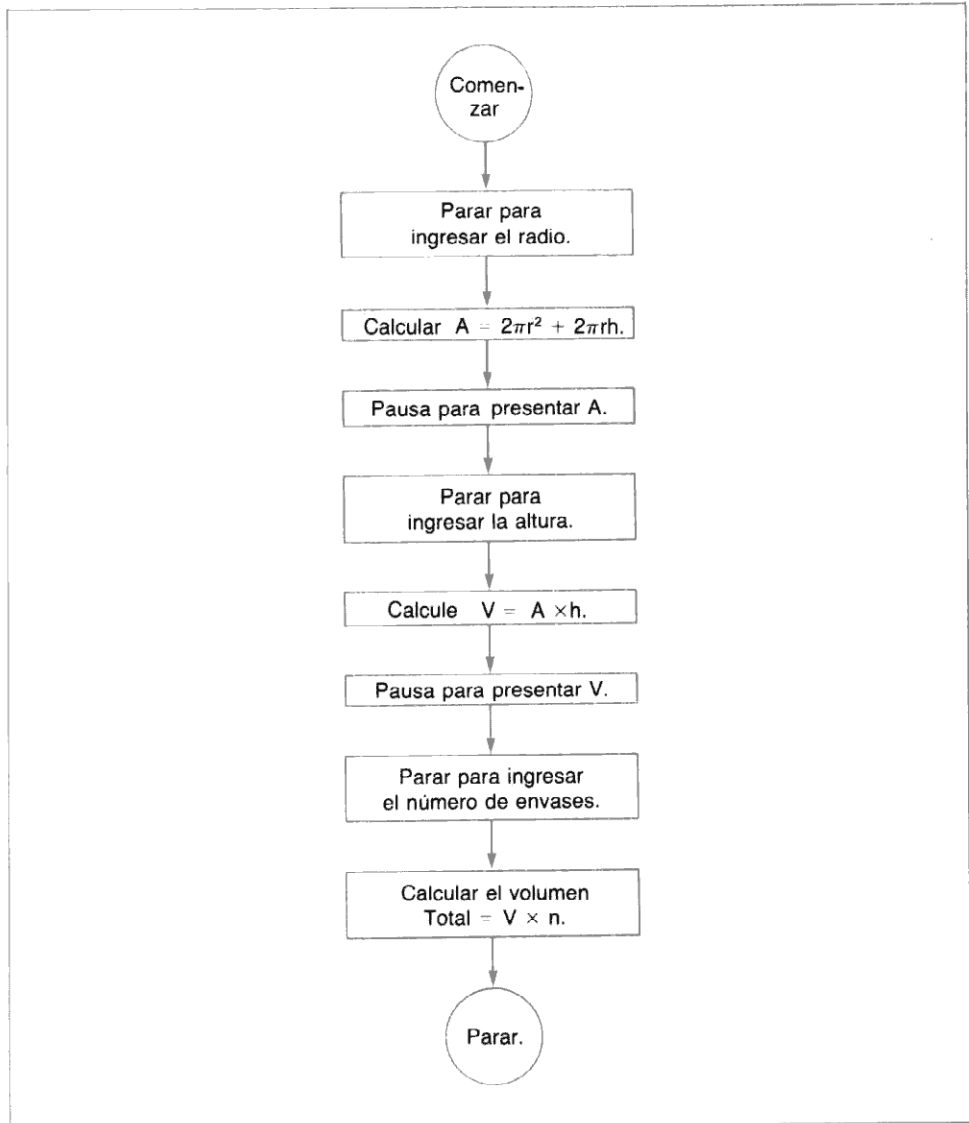 Comen-
zar
Parar para
ingresar el radio.
Calcular A = 2πr² + 2πrh.
Pausa para presentar A.
Parar para
ingresar la altura.
Calcule V = A ×h.
Pausa para presentar V.
Parar para ingresar
el número de envases.
Calcular el volumen
Total = V × n.
Parar.